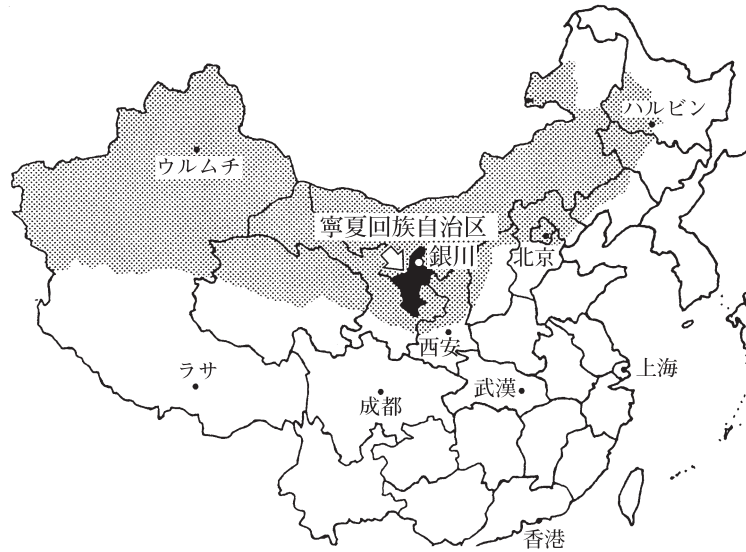 ハルビン
ウルムチ
寧夏回族自治区
銀川
北京
西安
ラサ
成都
武漢
上海
香港